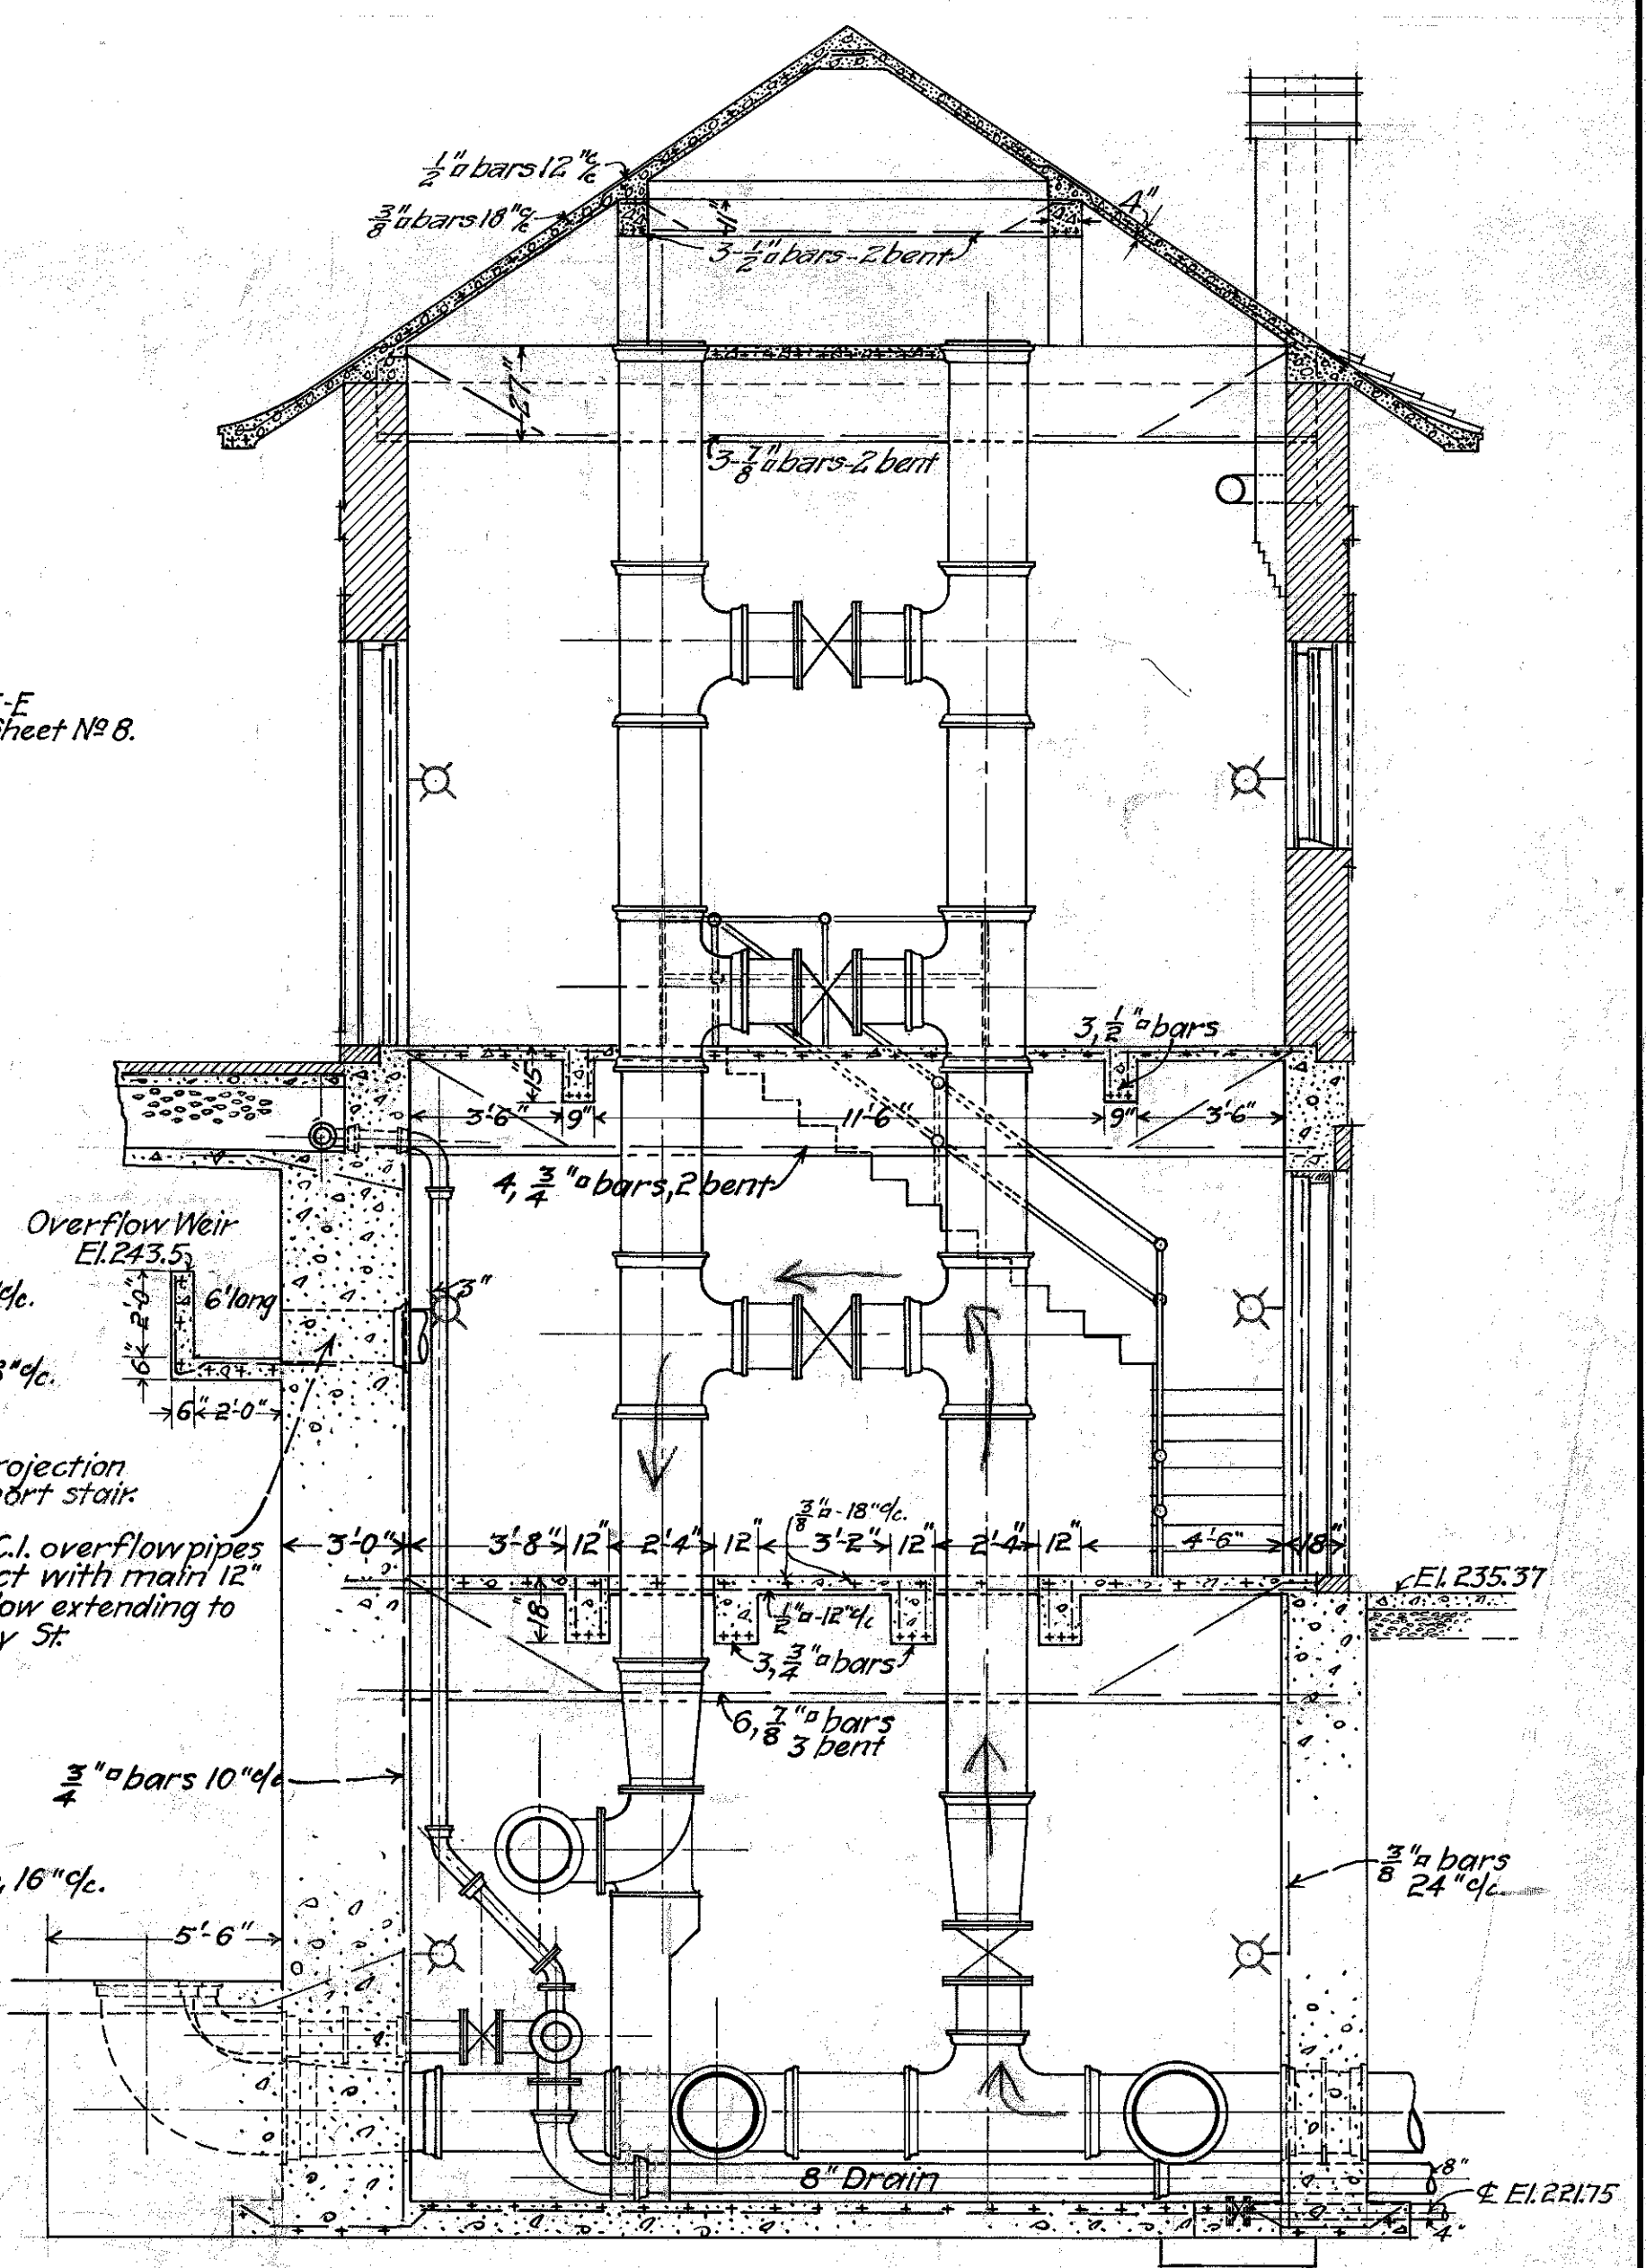 1/2"▫ bars 12" c/c
3/8"▫ bars 18" c/c
14"
4"
3-1/2"▫ bars-2 bent
27"
3-7/8"▫ bars-2 bent
E-E
Sheet Nº 8.
3, 1/2"▫ bars
15"
3'-6" 9" 11'-6" 9" 3'-6"
4, 3/4"▫ bars, 2 bent
Overflow Weir
El. 243.5
c/c.
2'-0"
6' long
3"
6"
"c/c.
6" 2'-0"
rojection
port stair.
C.I. overflow pipes
ct with main 12"
ow extending to
y St.
3/8"▫-18" c/c.
3'-0" 3'-8" 12" 2'-4" 12" 3'-2" 12" 2'-4" 12" 4'-6" 18"
El. 235.37
18"
1/2"▫-12" c/c
3, 3/4"▫ bars
6, 7/8"▫ bars
3 bent
3/4"▫ bars 10" c/c
, 16" c/c.
3/8"▫ bars
24" c/c.
5'-6"
8" Drain
8"
℄ El. 221.75
4"